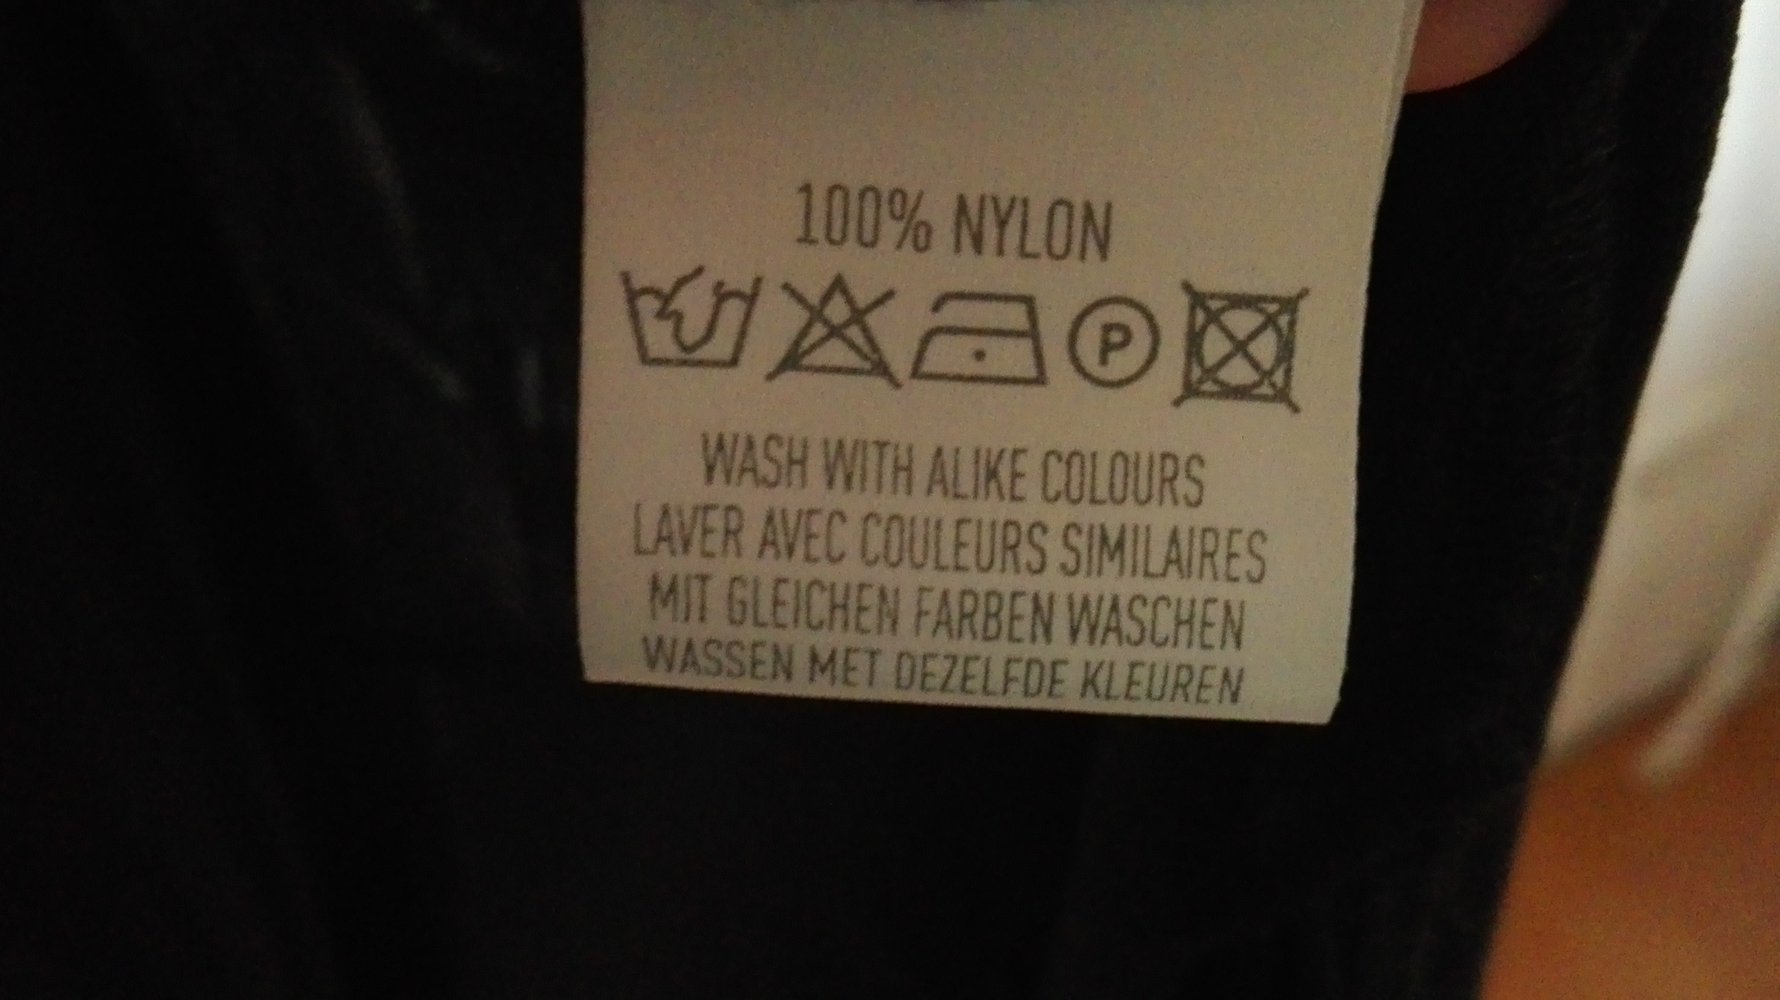 100% NYLON
P
WASH WITH ALIKE COLOURS
LAVER AVEC COULEURS SIMILAIRES
MIT GLEICHEN FARBEN WASCHEN
WASSEN MET DEZELFDE KLEUREN